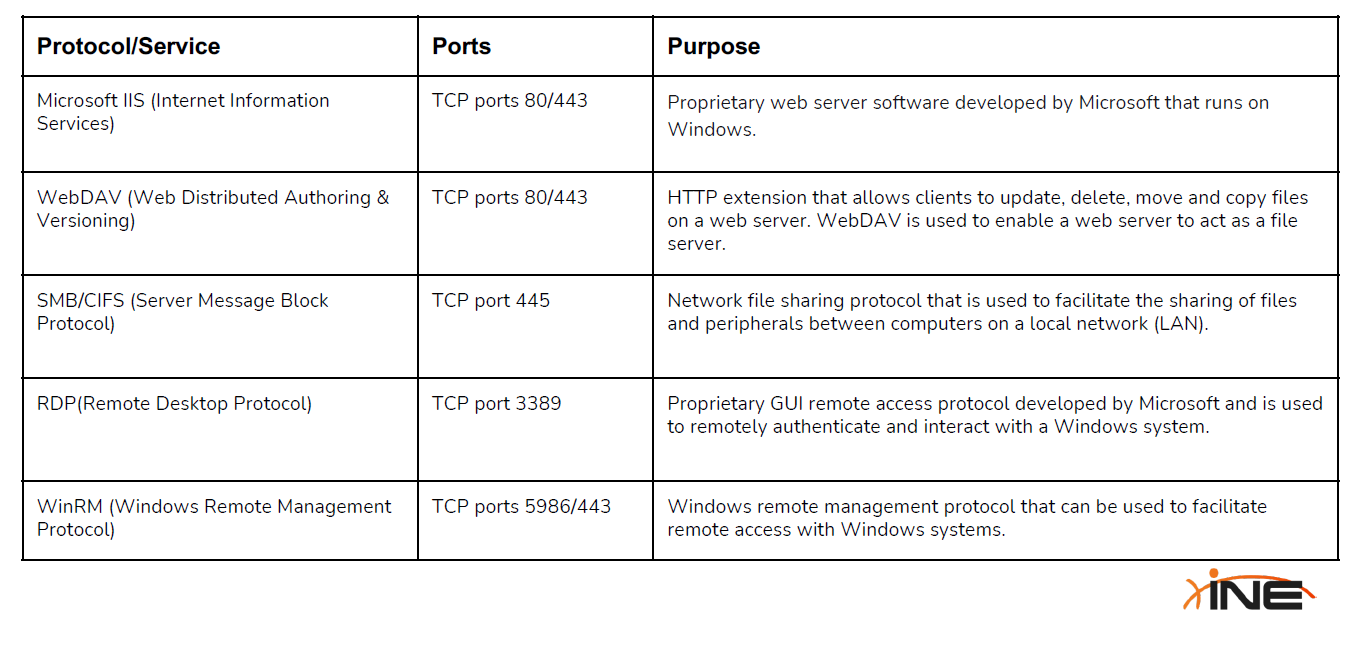 Protocol/Service
Ports
Purpose
Microsoft IIS (Internet Information
Services)
TCP ports 80/443
Proprietary web server software developed by Microsoft that runs on
Windows.
WebDAV (Web Distributed Authoring &
Versioning)
TCP ports 80/443
HTTP extension that allows clients to update, delete, move and copy files
on a web server. WebDAV is used to enable a web server to act as a file
server.
SMB/CIFS (Server Message Block
Protocol)
TCP port 445
Network file sharing protocol that is used to facilitate the sharing of files
and peripherals between computers on a local network (LAN).
RDP(Remote Desktop Protocol)
TCP port 3389
Proprietary GUI remote access protocol developed by Microsoft and is used
to remotely authenticate and interact with a Windows system.
WinRM (Windows Remote Management
Protocol)
TCP ports 5986/443
Windows remote management protocol that can be used to facilitate
remote access with Windows systems.
INE